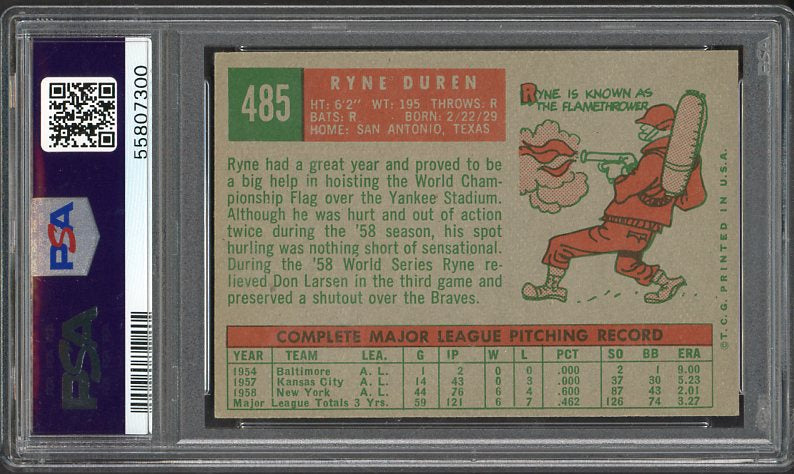 55807300
PSA
PSA
485
RYNE DUREN
HT: 6'2" WT: 195 THROWS: R
BATS: R BORN: 2/22/29
HOME: SAN ANTONIO, TEXAS
RYNE IS KNOWN AS
THE FLAMETHROWER
Ryne had a great year and proved to be
a big help in hoisting the World Cham-
pionship Flag over the Yankee Stadium.
Although he was hurt and out of action
twice during the '58 season, his spot
hurling was nothing short of sensational.
During the '58 World Series Ryne re-
lieved Don Larsen in the third game and
preserved a shutout over the Braves.
© T.C.G. PRINTED IN U.S.A.
COMPLETE MAJOR LEAGUE PITCHING RECORD
YEAR TEAM LEA. G IP W L PCT SO BB ERA
1954 Baltimore A. L. 1 2 0 0 .000 2 1 9.00
1957 Kansas City A. L. 14 43 0 3 .000 37 30 5.23
1958 New York A. L. 44 76 6 4 .600 87 43 2.01
Major League Totals 3 Yrs. 59 121 6 7 .462 126 74 3.27